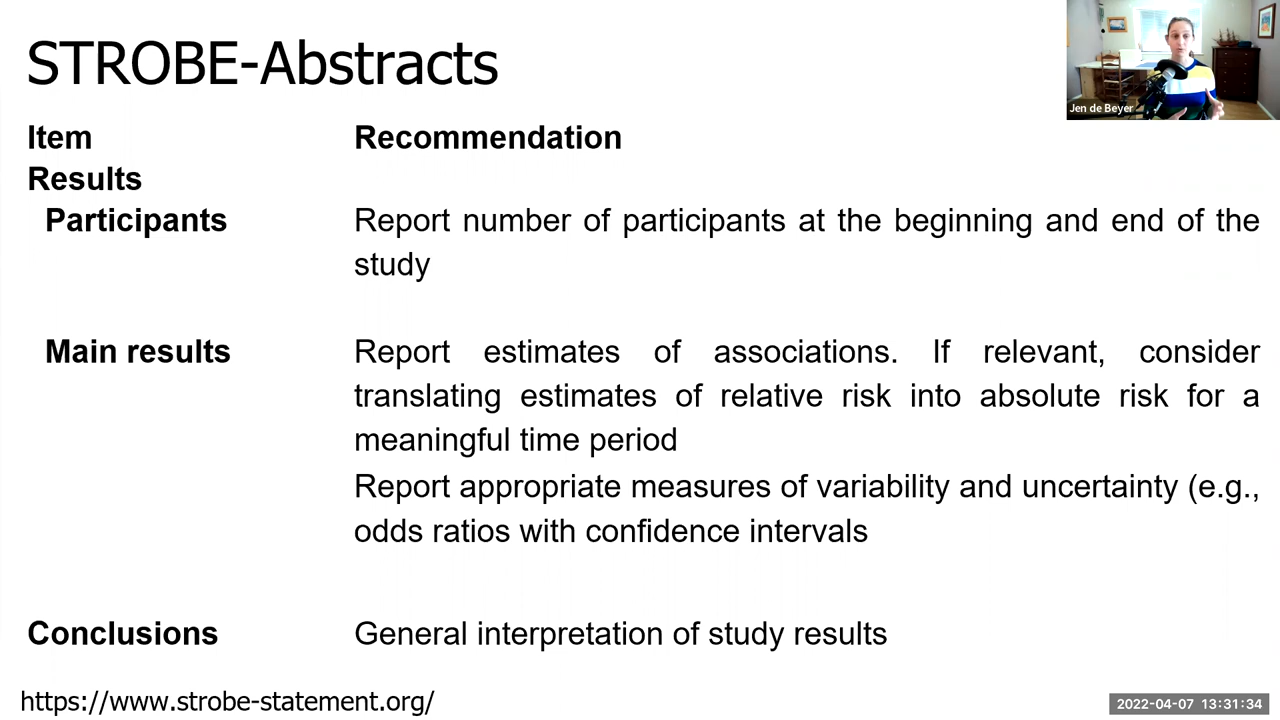 STROBE-Abstracts
Jen de Beyer
Item Recommendation
Results
Participants Report number of participants at the beginning and end of the
study
Main results Report estimates of associations. If relevant, consider
translating estimates of relative risk into absolute risk for a
meaningful time period
Report appropriate measures of variability and uncertainty (e.g.,
odds ratios with confidence intervals
Conclusions General interpretation of study results
https://www.strobe-statement.org/
2022-04-07 13:31:34